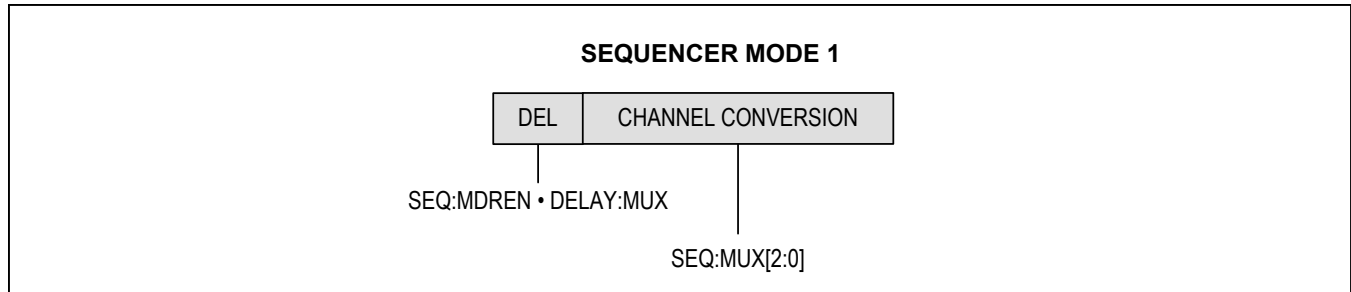 SEQUENCER MODE 1
DEL
CHANNEL CONVERSION
SEQ:MDREN • DELAY:MUX
SEQ:MUX[2:0]